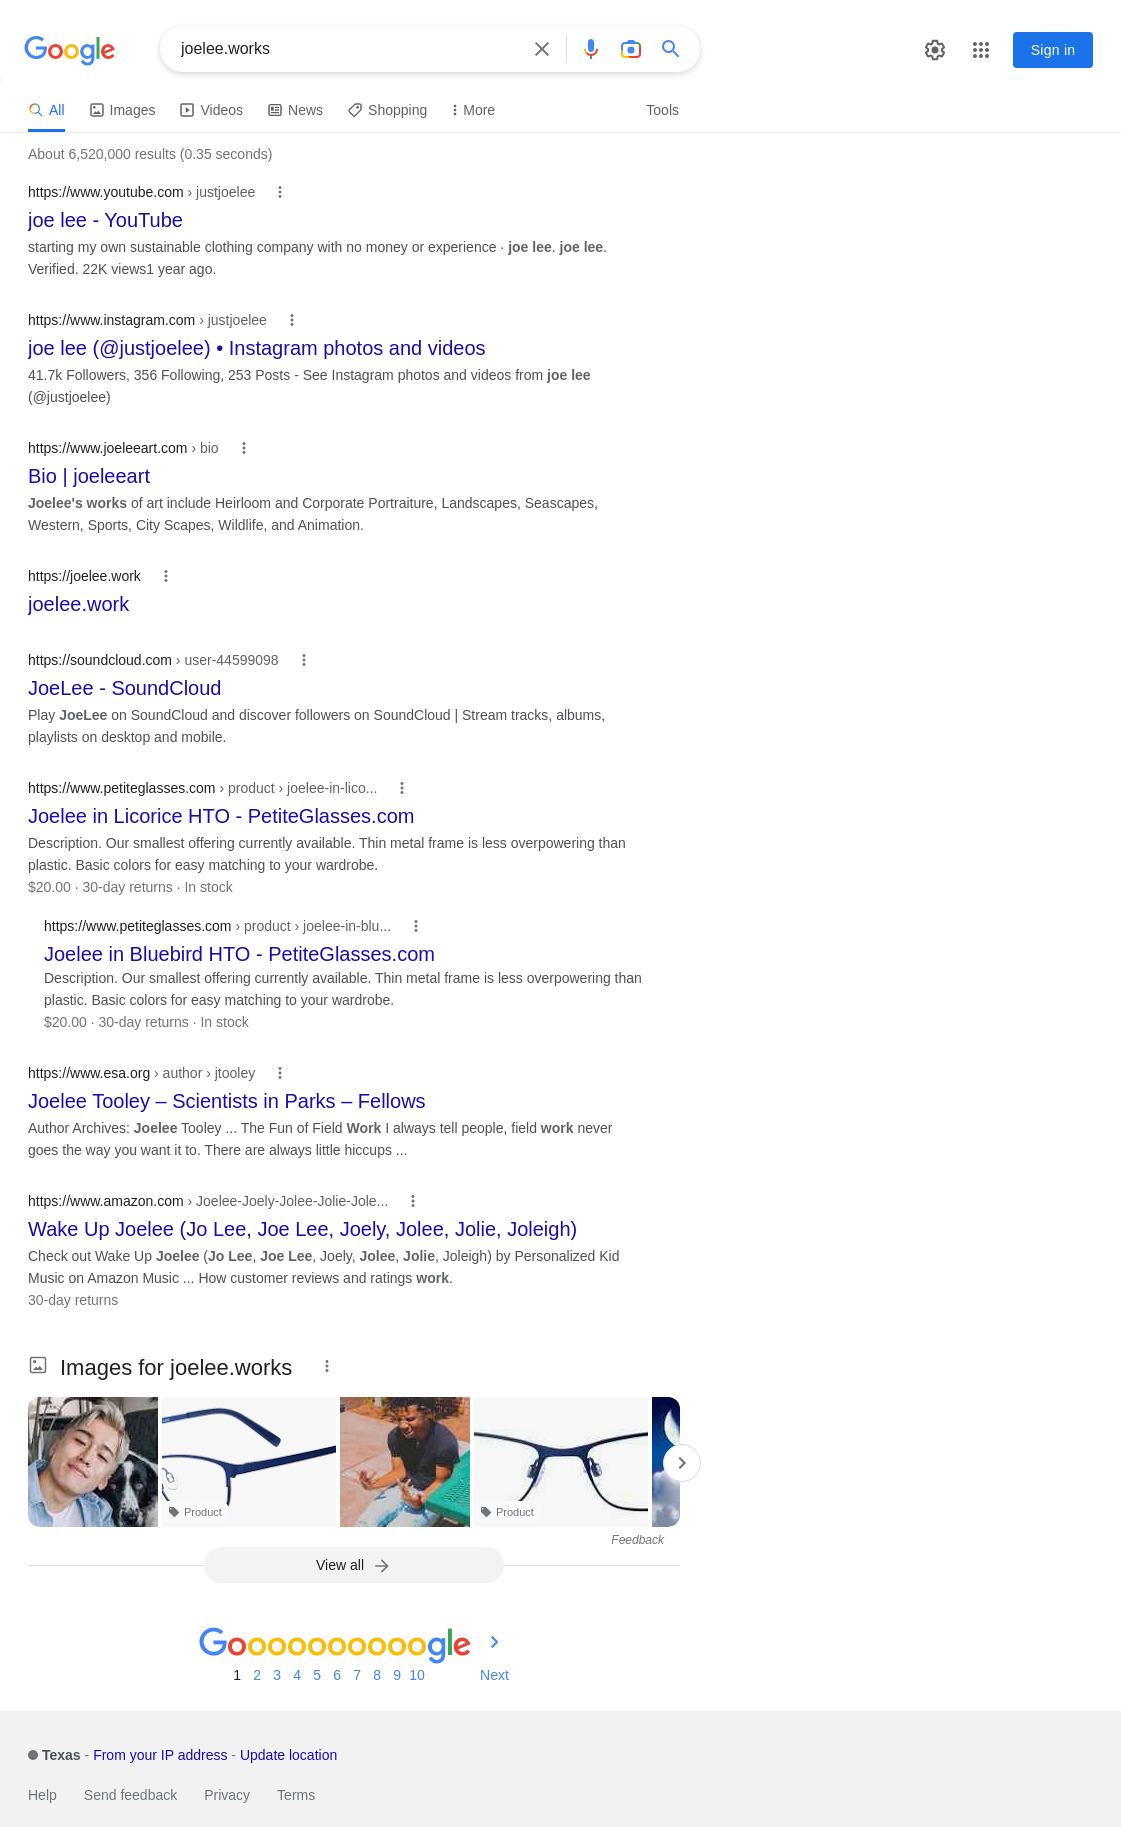 Google
joelee.works
Sign in
All
Images
Videos
News
Shopping
More
Tools
About 6,520,000 results (0.35 seconds)
https://www.youtube.com › justjoelee
joe lee - YouTube
starting my own sustainable clothing company with no money or experience · joe lee. joe lee.
Verified. 22K views1 year ago.
https://www.instagram.com › justjoelee
joe lee (@justjoelee) • Instagram photos and videos
41.7k Followers, 356 Following, 253 Posts - See Instagram photos and videos from joe lee
(@justjoelee)
https://www.joeleeart.com › bio
Bio | joeleeart
Joelee's works of art include Heirloom and Corporate Portraiture, Landscapes, Seascapes,
Western, Sports, City Scapes, Wildlife, and Animation.
https://joelee.work
joelee.work
https://soundcloud.com › user-44599098
JoeLee - SoundCloud
Play JoeLee on SoundCloud and discover followers on SoundCloud | Stream tracks, albums,
playlists on desktop and mobile.
https://www.petiteglasses.com › product › joelee-in-lico...
Joelee in Licorice HTO - PetiteGlasses.com
Description. Our smallest offering currently available. Thin metal frame is less overpowering than
plastic. Basic colors for easy matching to your wardrobe.
$20.00 · 30-day returns · In stock
https://www.petiteglasses.com › product › joelee-in-blu...
Joelee in Bluebird HTO - PetiteGlasses.com
Description. Our smallest offering currently available. Thin metal frame is less overpowering than
plastic. Basic colors for easy matching to your wardrobe.
$20.00 · 30-day returns · In stock
https://www.esa.org › author › jtooley
Joelee Tooley – Scientists in Parks – Fellows
Author Archives: Joelee Tooley ... The Fun of Field Work I always tell people, field work never
goes the way you want it to. There are always little hiccups ...
https://www.amazon.com › Joelee-Joely-Jolee-Jolie-Jole...
Wake Up Joelee (Jo Lee, Joe Lee, Joely, Jolee, Jolie, Joleigh)
Check out Wake Up Joelee (Jo Lee, Joe Lee, Joely, Jolee, Jolie, Joleigh) by Personalized Kid
Music on Amazon Music ... How customer reviews and ratings work.
30-day returns
Images for joelee.works
Product
Product
Feedback
View all
Goooooooooogle
1 2 3 4 5 6 7 8 9 10 Next
Texas - From your IP address - Update location
Help Send feedback Privacy Terms